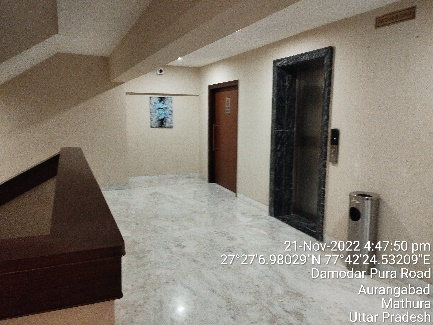 21-Nov-2022 4:47:50 pm
27°27'6.98029"N 77°42'24.53209"E
Damodar Pura Road
Aurangabad
Mathura
Uttar Pradesh